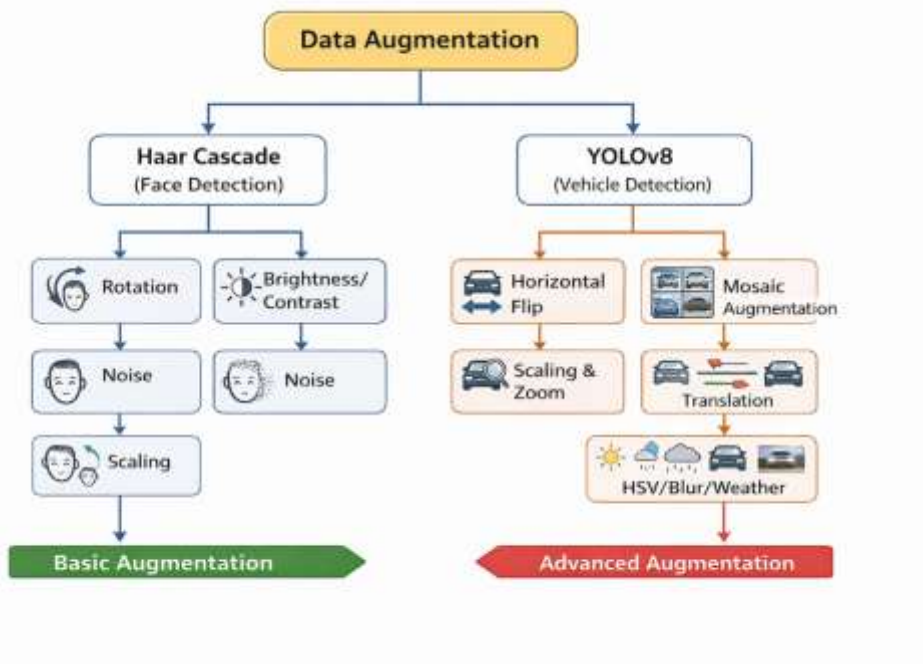 Data Augmentation
Haar Cascade
(Face Detection)
YOLOv8
(Vehicle Detection)
Rotation
Brightness/
Contrast
Horizontal
Flip
Mosaic
Augmentation
Noise
Noise
Scaling &
Zoom
Translation
Scaling
HSV/Blur/Weather
Basic Augmentation
Advanced Augmentation